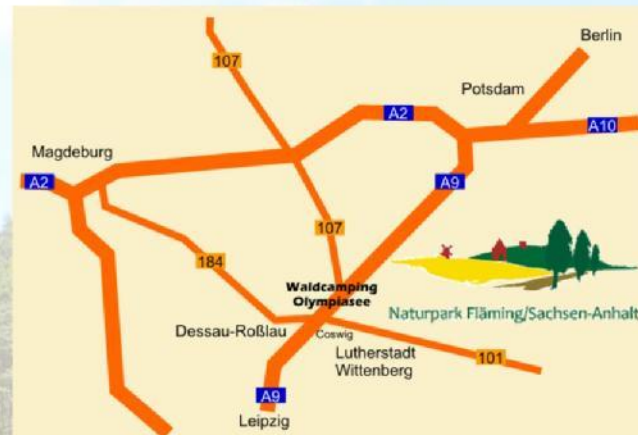 Berlin
107
Potsdam
A2
A10
Magdeburg
A2
A9
107
184
Waldcamping
Olympiasee
Naturpark Fläming/Sachsen-Anhalt
Dessau-Roßlau
Coswig
Lutherstadt
Wittenberg
101
A9
Leipzig